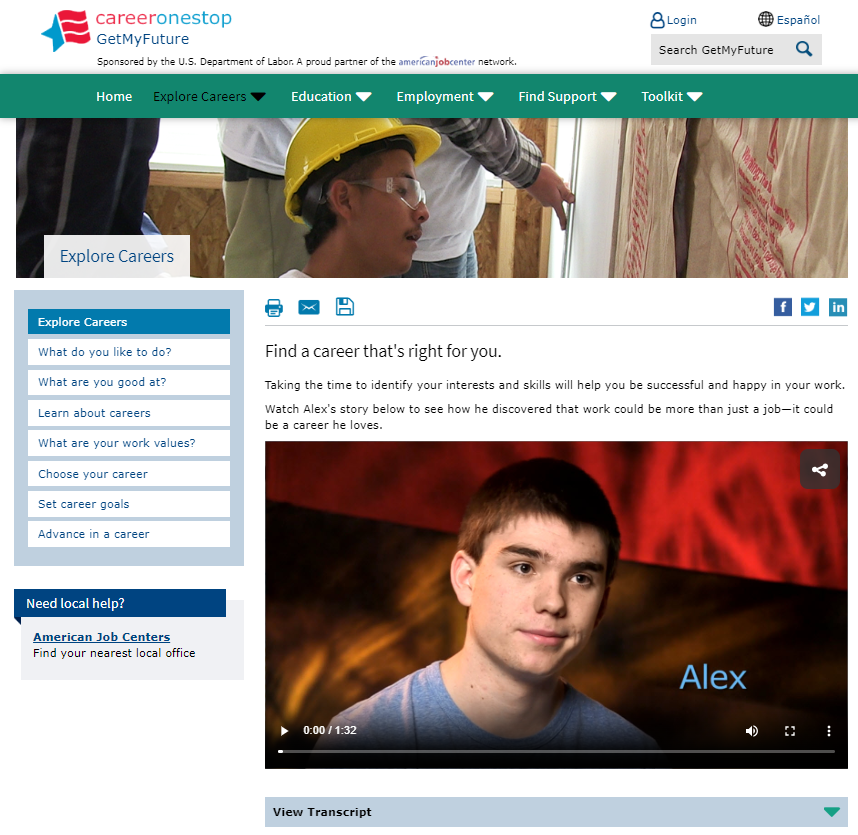 careeronestop
GetMyFuture
Sponsored by the U.S. Department of Labor. A proud partner of the americanjobcenter network.
Login
Español
Search GetMyFuture
Home
Explore Careers
Education
Employment
Find Support
Toolkit
Explore Careers
Explore Careers
What do you like to do?
What are you good at?
Learn about careers
What are your work values?
Choose your career
Set career goals
Advance in a career
Need local help?
American Job Centers
Find your nearest local office
f
in
Find a career that's right for you.
Taking the time to identify your interests and skills will help you be successful and happy in your work.
Watch Alex's story below to see how he discovered that work could be more than just a job—it could
be a career he loves.
Alex
0:00 / 1:32
View Transcript